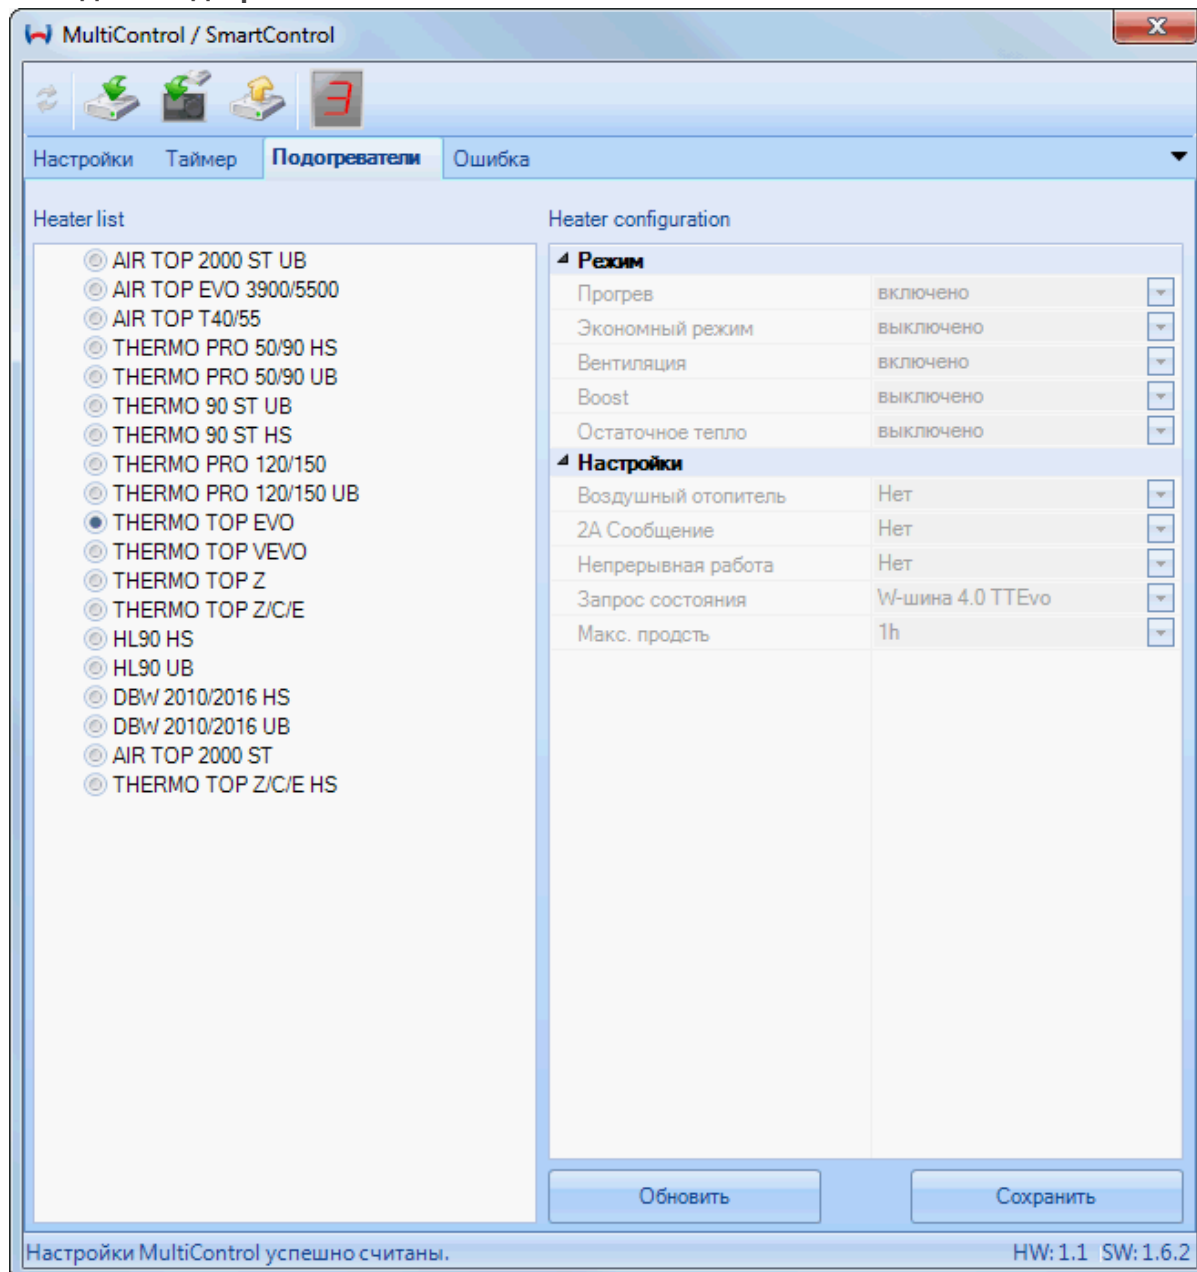 MultiControl / SmartControl
Настройки Таймер Подогреватели Ошибка
Heater list
AIR TOP 2000 ST UB
AIR TOP EVO 3900/5500
AIR TOP T40/55
THERMO PRO 50/90 HS
THERMO PRO 50/90 UB
THERMO 90 ST UB
THERMO 90 ST HS
THERMO PRO 120/150
THERMO PRO 120/150 UB
THERMO TOP EVO
THERMO TOP VEVO
THERMO TOP Z
THERMO TOP Z/C/E
HL90 HS
HL90 UB
DBW 2010/2016 HS
DBW 2010/2016 UB
AIR TOP 2000 ST
THERMO TOP Z/C/E HS
Heater configuration
Режим
Прогрев включено
Экономный режим выключено
Вентиляция включено
Boost выключено
Остаточное тепло выключено
Настройки
Воздушный отопитель Нет
2А Сообщение Нет
Непрерывная работа Нет
Запрос состояния W-шина 4.0 TTEvo
Макс. продсть 1h
Обновить Сохранить
Настройки MultiControl успешно считаны. HW: 1.1 SW: 1.6.2